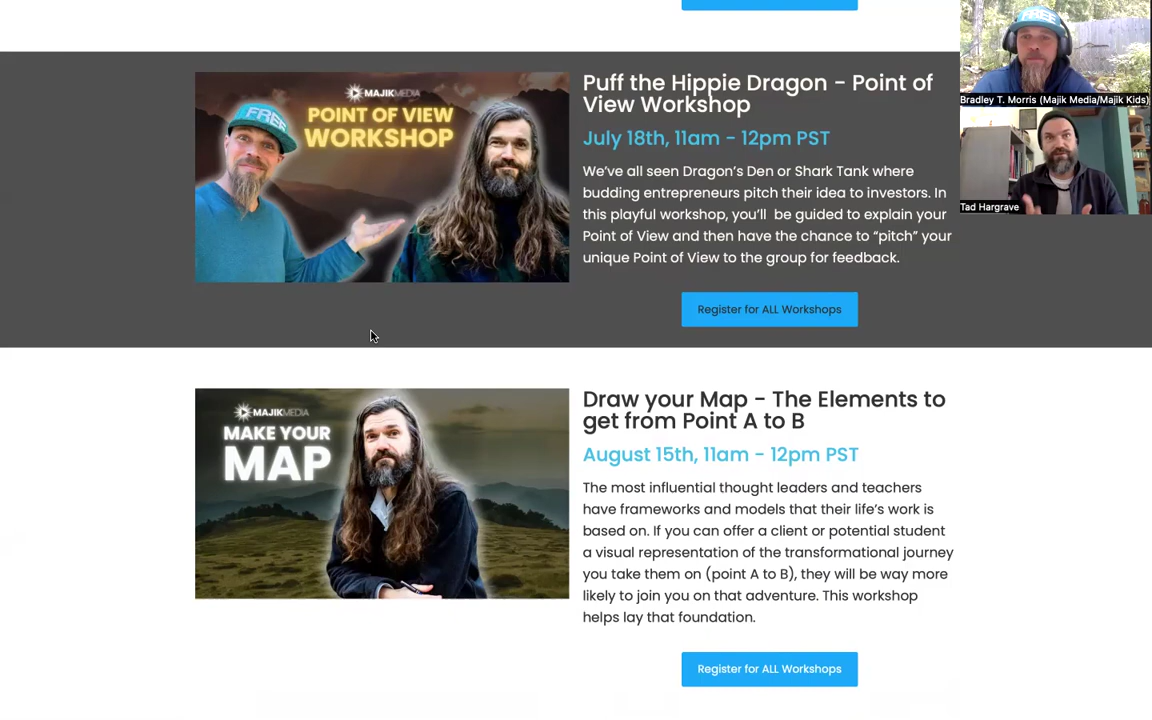 MAJIKMEDIA
POINT OF VIEW
WORKSHOP
FREE
Puff the Hippie Dragon - Point of
View Workshop
July 18th, 11am - 12pm PST
We’ve all seen Dragon’s Den or Shark Tank where
budding entrepreneurs pitch their idea to investors. In
this playful workshop, you’ll  be guided to explain your
Point of View and then have the chance to “pitch” your
unique Point of View to the group for feedback.
Register for ALL Workshops
FREE
Bradley T. Morris (Majik Media/Majik Kids)
Tad Hargrave
MAJIKMEDIA
MAKE YOUR
MAP
Draw your Map - The Elements to
get from Point A to B
August 15th, 11am - 12pm PST
The most influential thought leaders and teachers
have frameworks and models that their life’s work is
based on. If you can offer a client or potential student
a visual representation of the transformational journey
you take them on (point A to B), they will be way more
likely to join you on that adventure. This workshop
helps lay that foundation.
Register for ALL Workshops